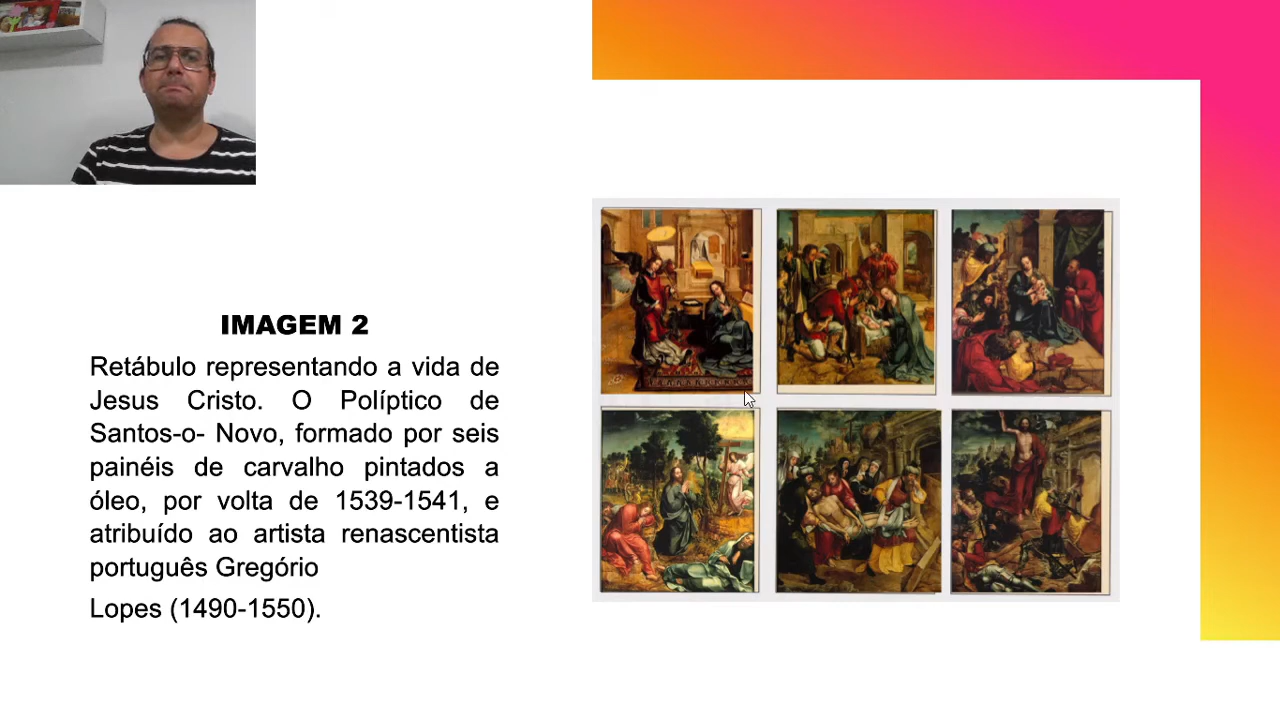 IMAGEM 2
Retábulo representando a vida de
Jesus Cristo. O Políptico de
Santos-o- Novo, formado por seis
painéis de carvalho pintados a
óleo, por volta de 1539-1541, e
atribuído ao artista renascentista
português Gregório
Lopes (1490-1550).